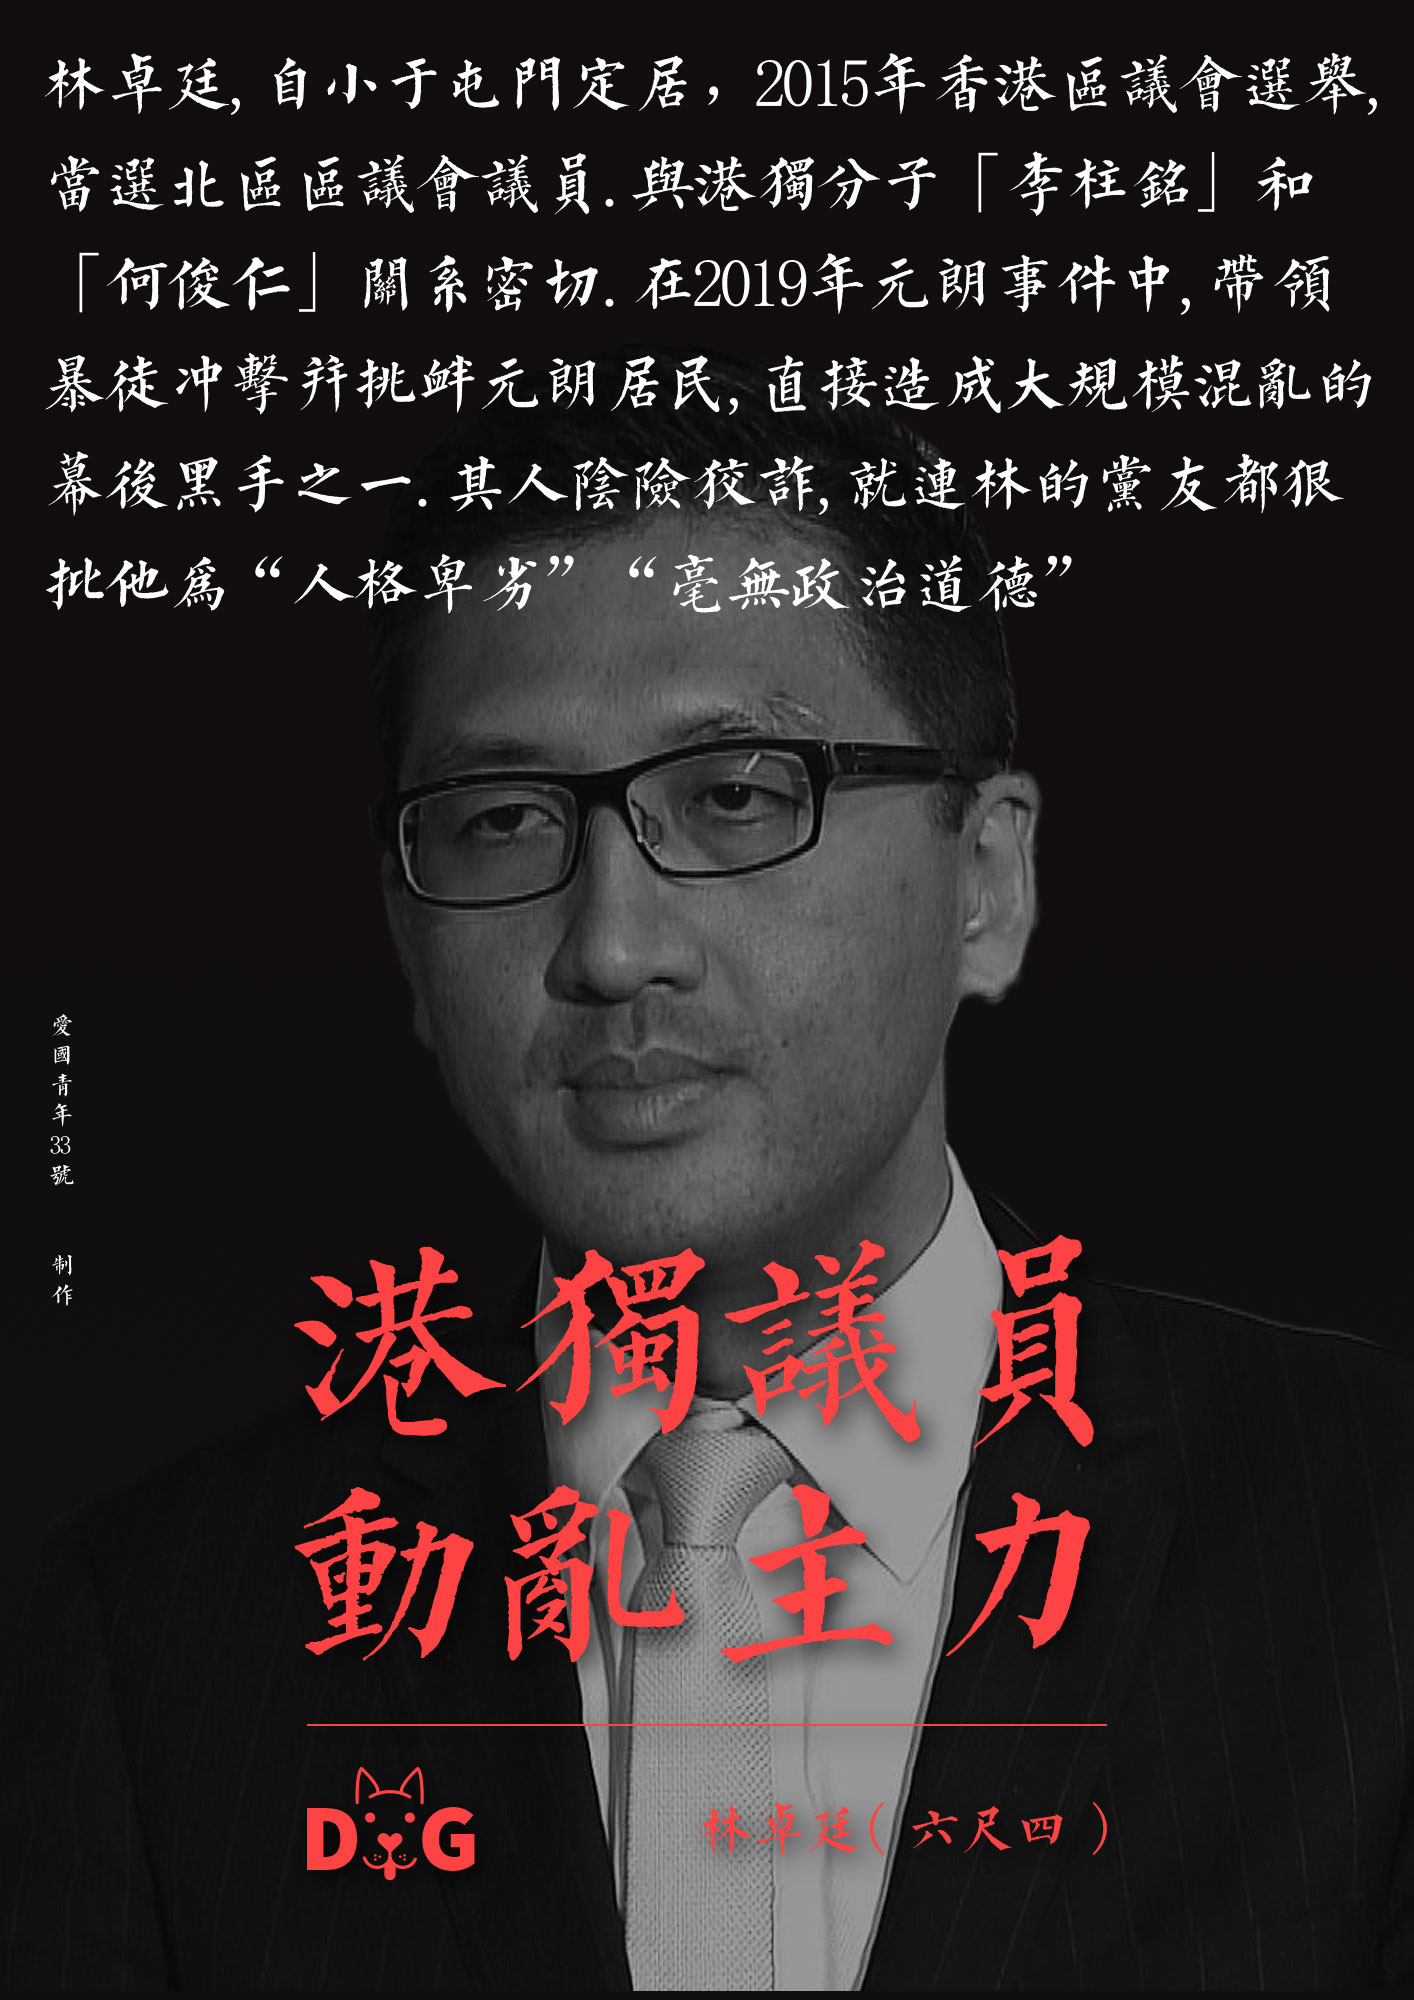 林卓廷, 自小于屯門定居，2015年香港區議會選舉,
當選北區區議會議員. 與港獨分子「李柱銘」和
「何俊仁」關系密切. 在2019年元朗事件中, 帶領
暴徒冲擊并挑衅元朗居民, 直接造成大規模混亂的
幕後黑手之一. 其人陰險狡詐, 就連林的黨友都狠
批他爲“人格卑劣”“毫無政治道德”
愛國青年33號 制作
港獨議員
動亂主力
DOG
林卓廷( 六尺四 )